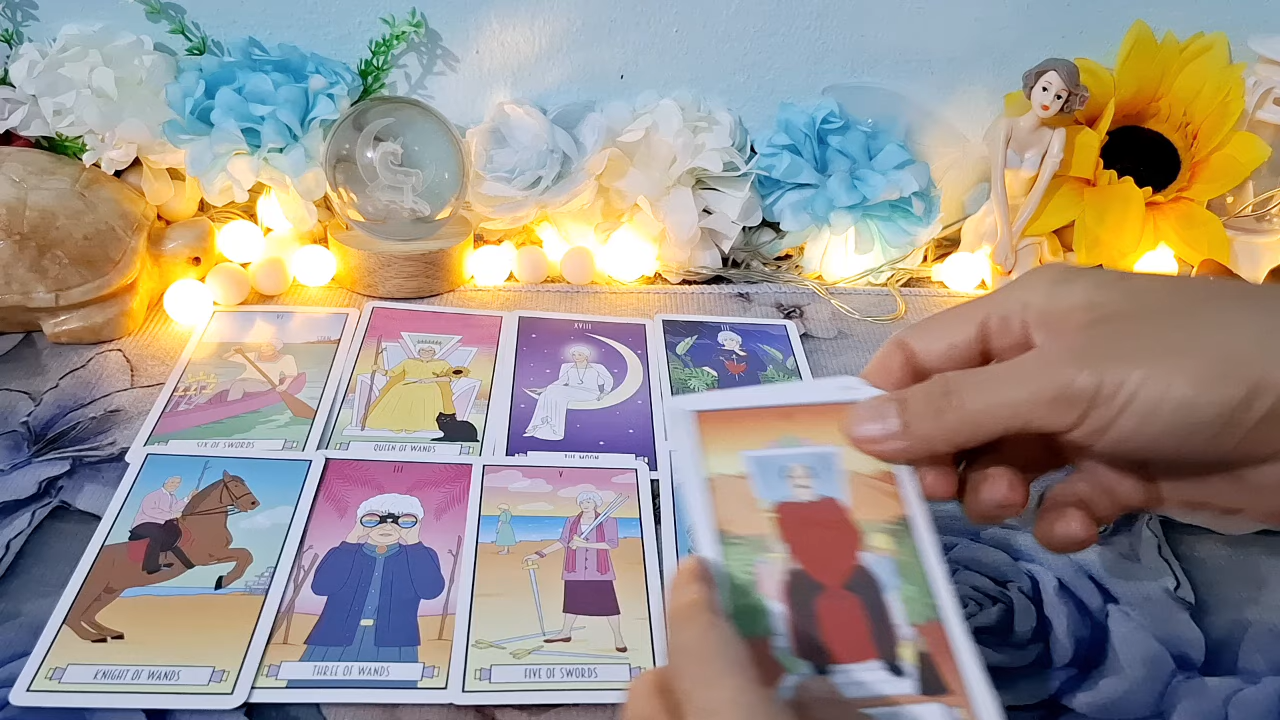 VI
SIX OF SWORDS
QUEEN OF WANDS
XVIII
THE MOON
III
KNIGHT OF WANDS
III
THREE OF WANDS
V
FIVE OF SWORDS